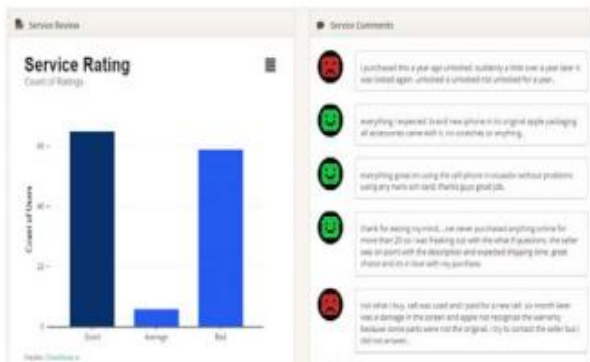 Service Review
Service Rating
Count of Ratings
Count of Users
60
40
20
0
Good
Average
Bad
Service Comments
i purchased this a year ago unlocked. suddenly a little over a year later it
was locked again. unlocked is unlocked not unlocked for a year.
everything i expected. brand new iphone in its original apple packaging.
all accessories came with it. no scratches or anything.
everything great im using the cell phone in ecuador without problems
using any sim card. thanks guys great job.
thank for easing my mind... ive never purchased anything online for
more than 20 so i was freaking out with the what if questions. the seller
was on point with the description and expected shipping time. great
choice and im in love with my purchase.
not what i buy. cell was used and i paid for a new cell. six month later
was a damage in the screen and apple not recognize the warranty
because some parts were not the original. i try to contact the seller but i
did not answer.